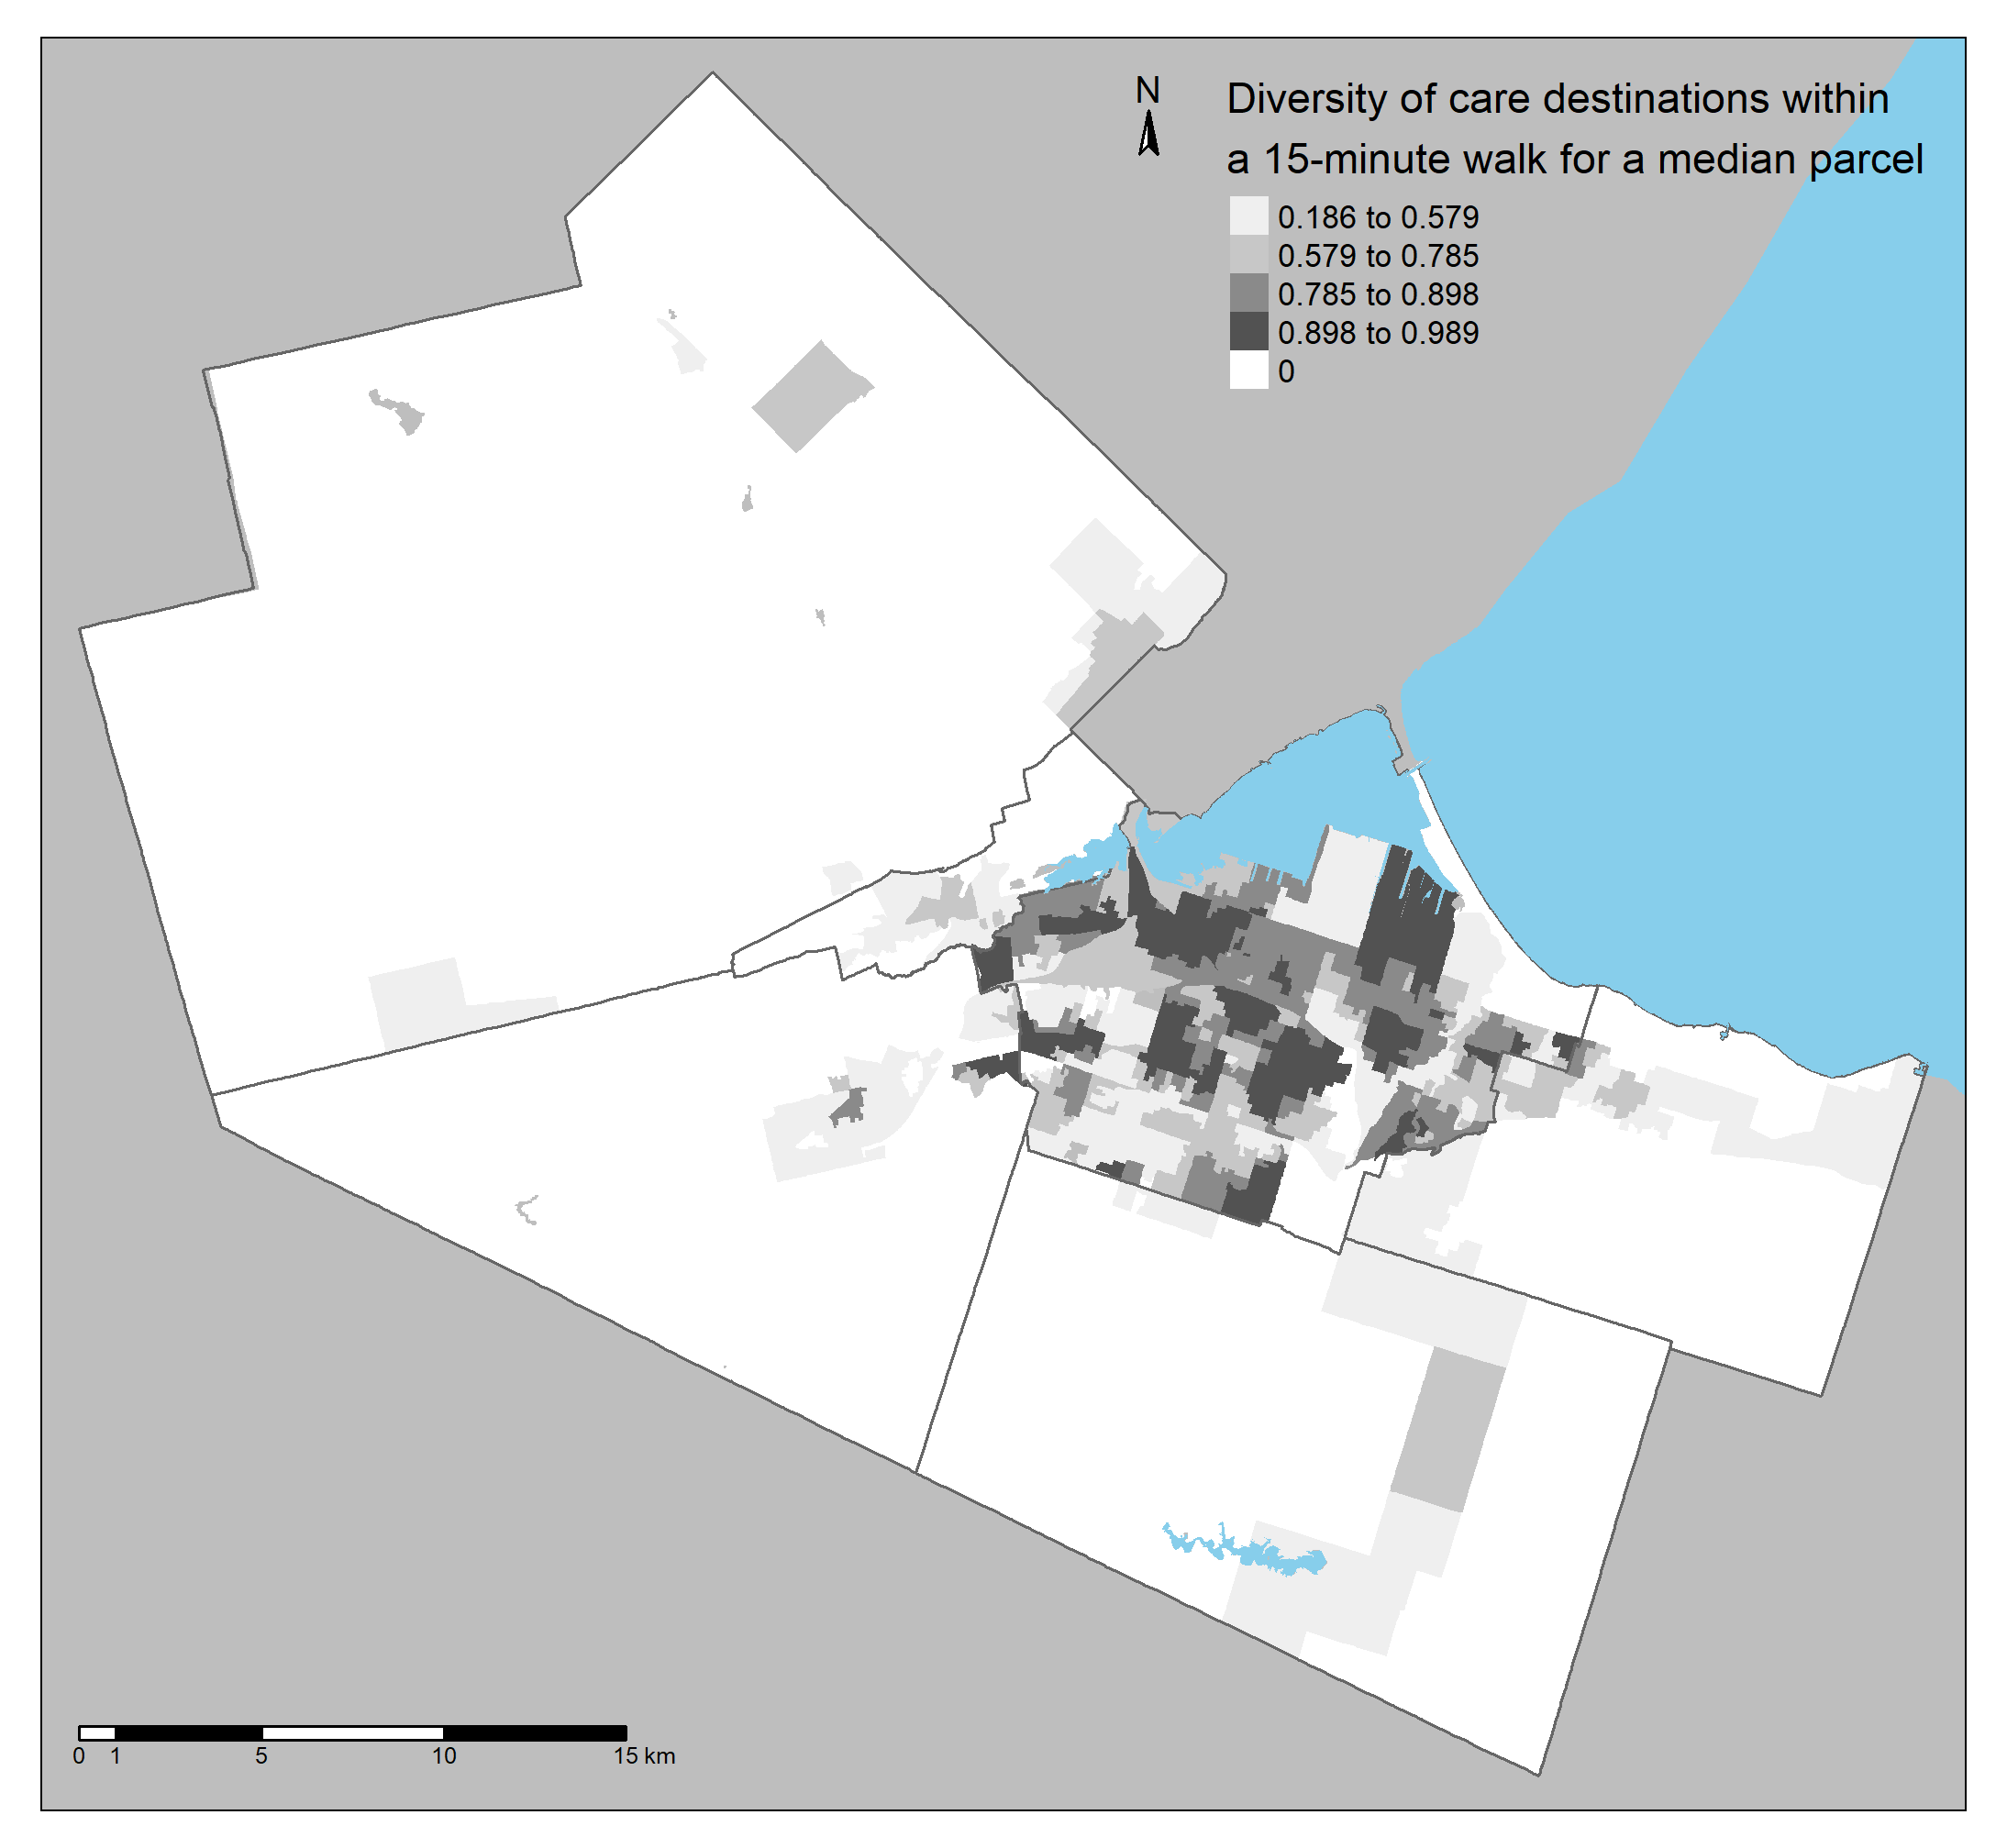 N
Diversity of care destinations within
a 15-minute walk for a median parcel
0.186 to 0.579
0.579 to 0.785
0.785 to 0.898
0.898 to 0.989
0
0 1 5 10 15 km